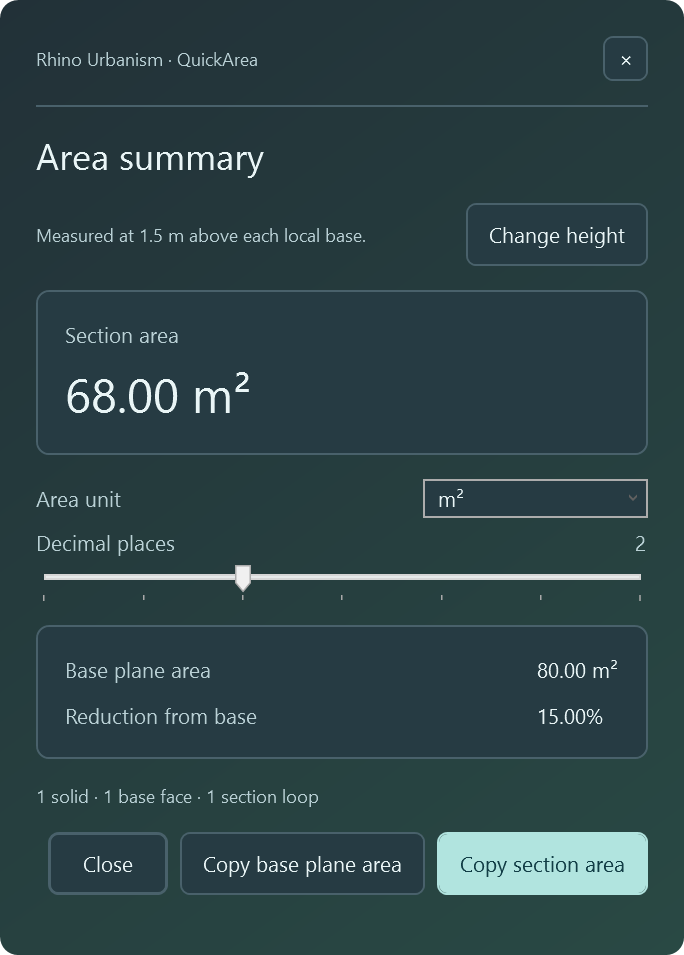 Rhino Urbanism · QuickArea
×
Area summary
Measured at 1.5 m above each local base.
Change height
Section area
68.00 m²
Area unit
m²
Decimal places
2
Base plane area
80.00 m²
Reduction from base
15.00%
1 solid · 1 base face · 1 section loop
Close
Copy base plane area
Copy section area